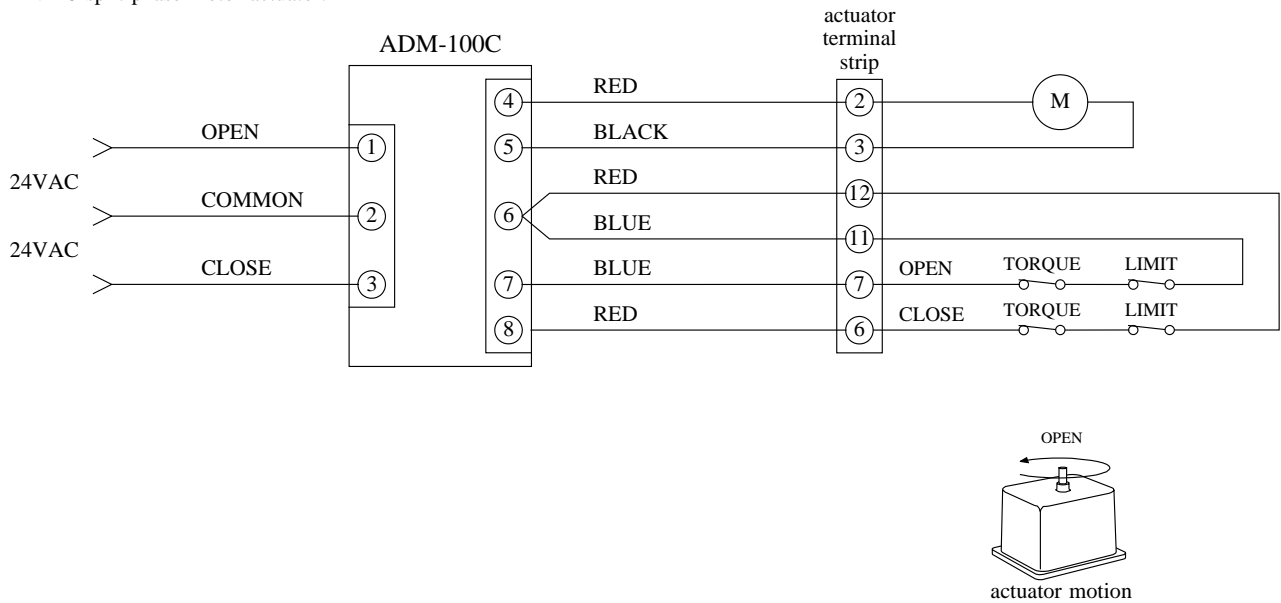 actuator
terminal
strip
ADM-100C
RED
4
2
M
OPEN
BLACK
1
5
3
24VAC
RED
12
COMMON
2
6
BLUE
11
24VAC
CLOSE
BLUE
3
7
7
OPEN
TORQUE
LIMIT
RED
8
6
CLOSE
TORQUE
LIMIT
OPEN
actuator motion